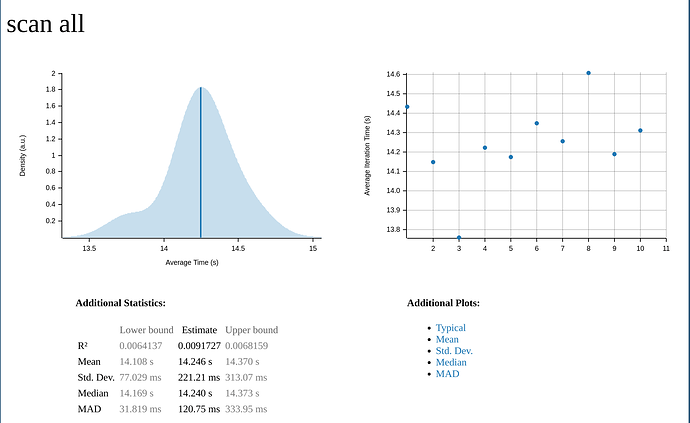 scan all
2
1.8
1.6
1.4
1.2
1
0.8
0.6
0.4
0.2
Density (a.u.)
13.5 14 14.5 15
Average Time (s)
14.6
14.5
14.4
14.3
14.2
14.1
14.0
13.9
13.8
Average Iteration Time (s)
2 3 4 5 6 7 8 9 10 11
Additional Statistics:
Lower bound Estimate Upper bound
R² 0.0064137 0.0091727 0.0068159
Mean 14.108 s 14.246 s 14.370 s
Std. Dev. 77.029 ms 221.21 ms 313.07 ms
Median 14.169 s 14.240 s 14.373 s
MAD 31.819 ms 120.75 ms 333.95 ms
Additional Plots:
Typical
Mean
Std. Dev.
Median
MAD